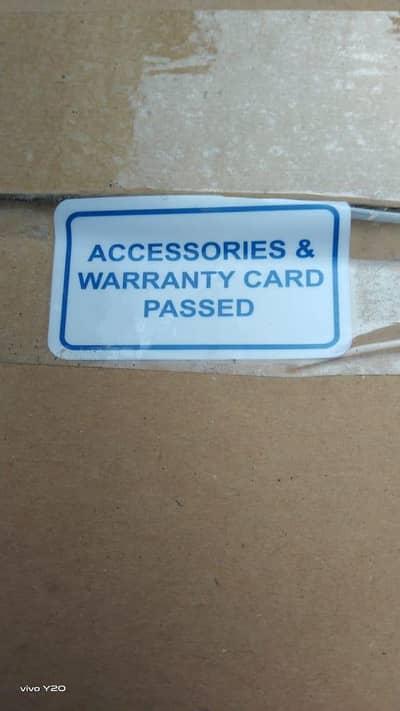 ACCESSORIES &
WARRANTY CARD
PASSED
vivo Y20